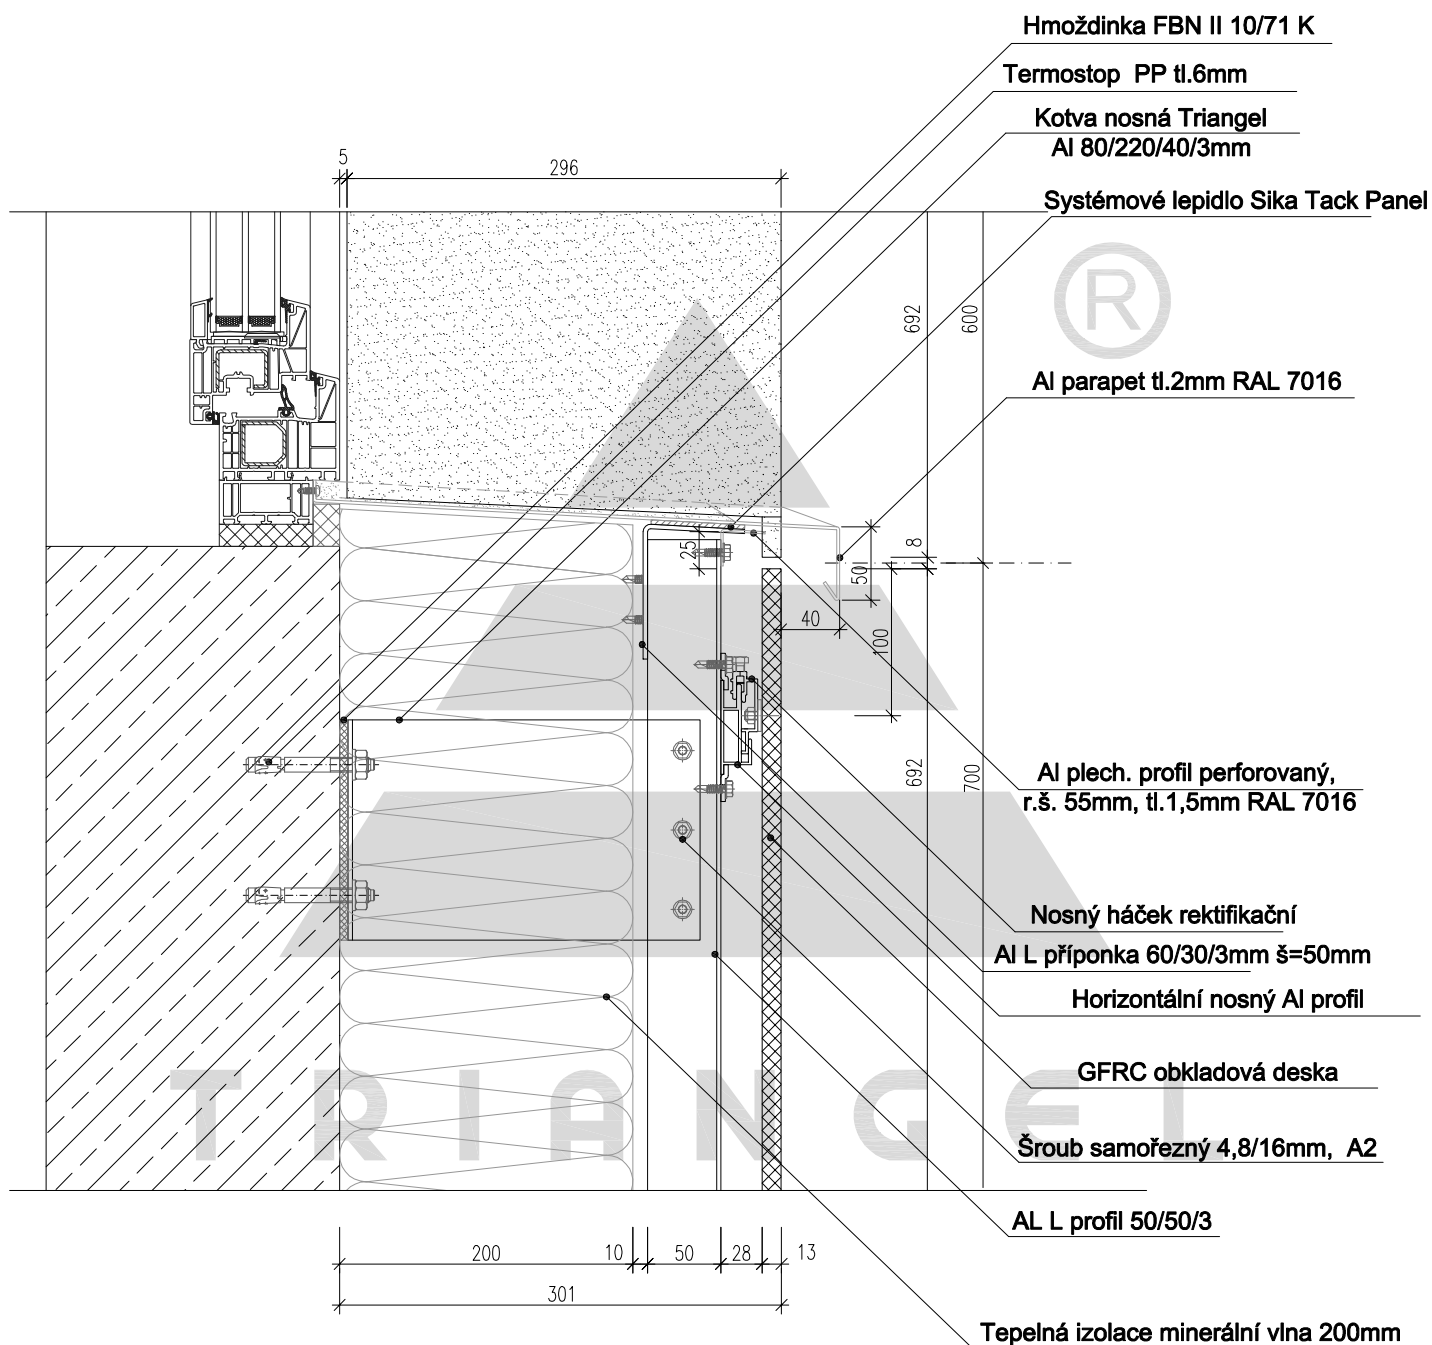 Hmoždinka FBN II 10/71 K
Termostop PP tl.6mm
Kotva nosná Triangel
Al 80/220/40/3mm
5
296
Systémové lepidlo Sika Tack Panel
®
692
600
Al parapet tl.2mm RAL 7016
25
8
50
40
100
692
700
Al plech. profil perforovaný,
r.š. 55mm, tl.1,5mm RAL 7016
Nosný háček rektifikační
Al L příponka 60/30/3mm š=50mm
Horizontální nosný Al profil
GFRC obkladová deska
TRIANGEL
Šroub samořezný 4,8/16mm, A2
AL L profil 50/50/3
200
10
50
28
13
301
Tepelná izolace minerální vlna 200mm